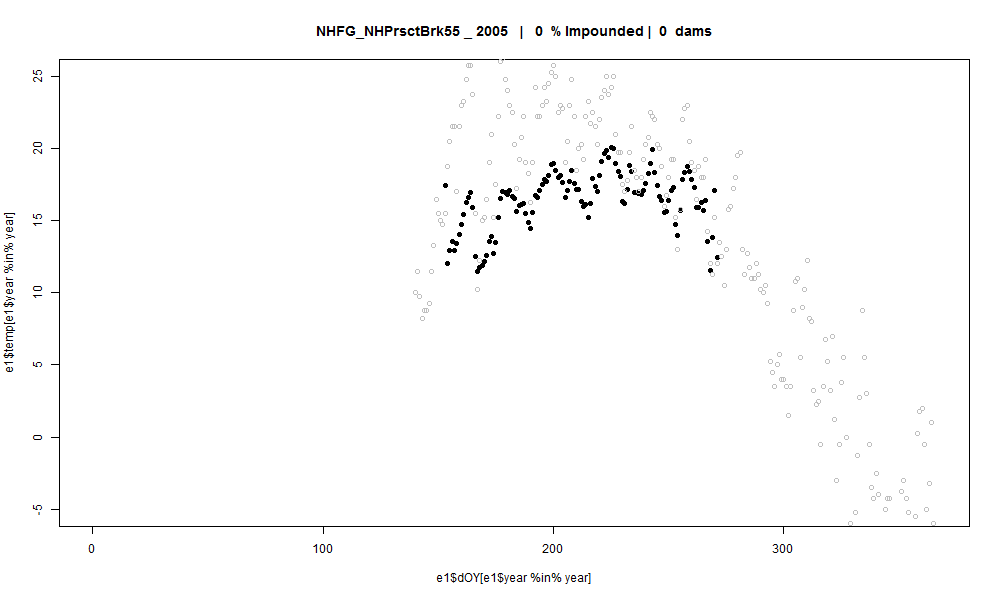 NHFG_NHPrsctBrk55 _ 2005 | 0 % Impounded | 0 dams
e1$temp[e1$year %in% year]
25
20
15
10
5
0
-5
0 100 200 300
e1$dOY[e1$year %in% year]